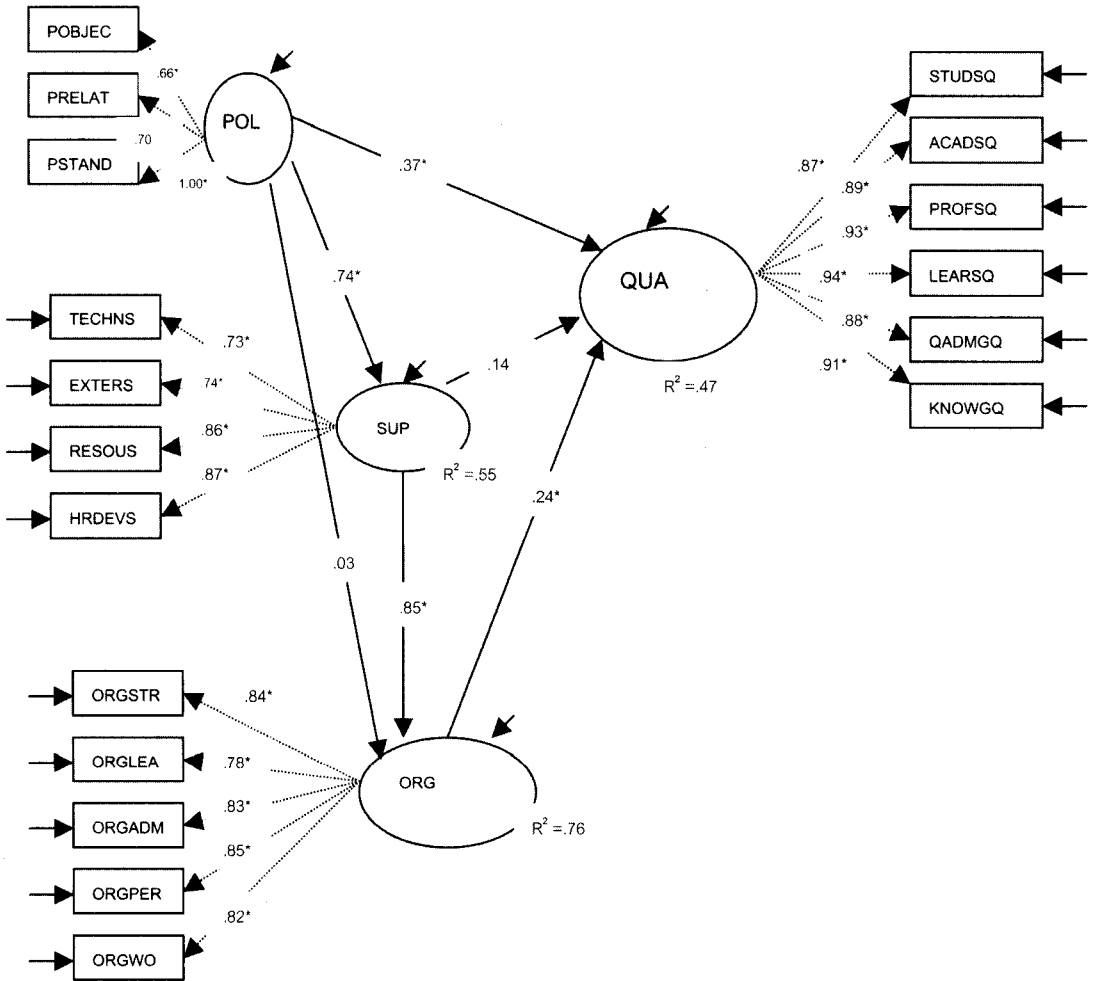 POBJEC
PRELAT
PSTAND
.66*
.70
1.00*
POL
.37*
.74*
.03
STUDSQ
ACADSQ
PROFSQ
LEARSQ
QADMGQ
KNOWGQ
.87*
.89*
.93*
.94*
.88*
.91*
QUA
R² =.47
TECHNS
EXTERS
RESOUS
HRDEVS
.73*
.74*
.86*
.87*
SUP
R² =.55
.14
.24*
.85*
ORGSTR
ORGLEA
ORGADM
ORGPER
ORGWO
.84*
.78*
.83*
.85*
.82*
ORG
R² =.76